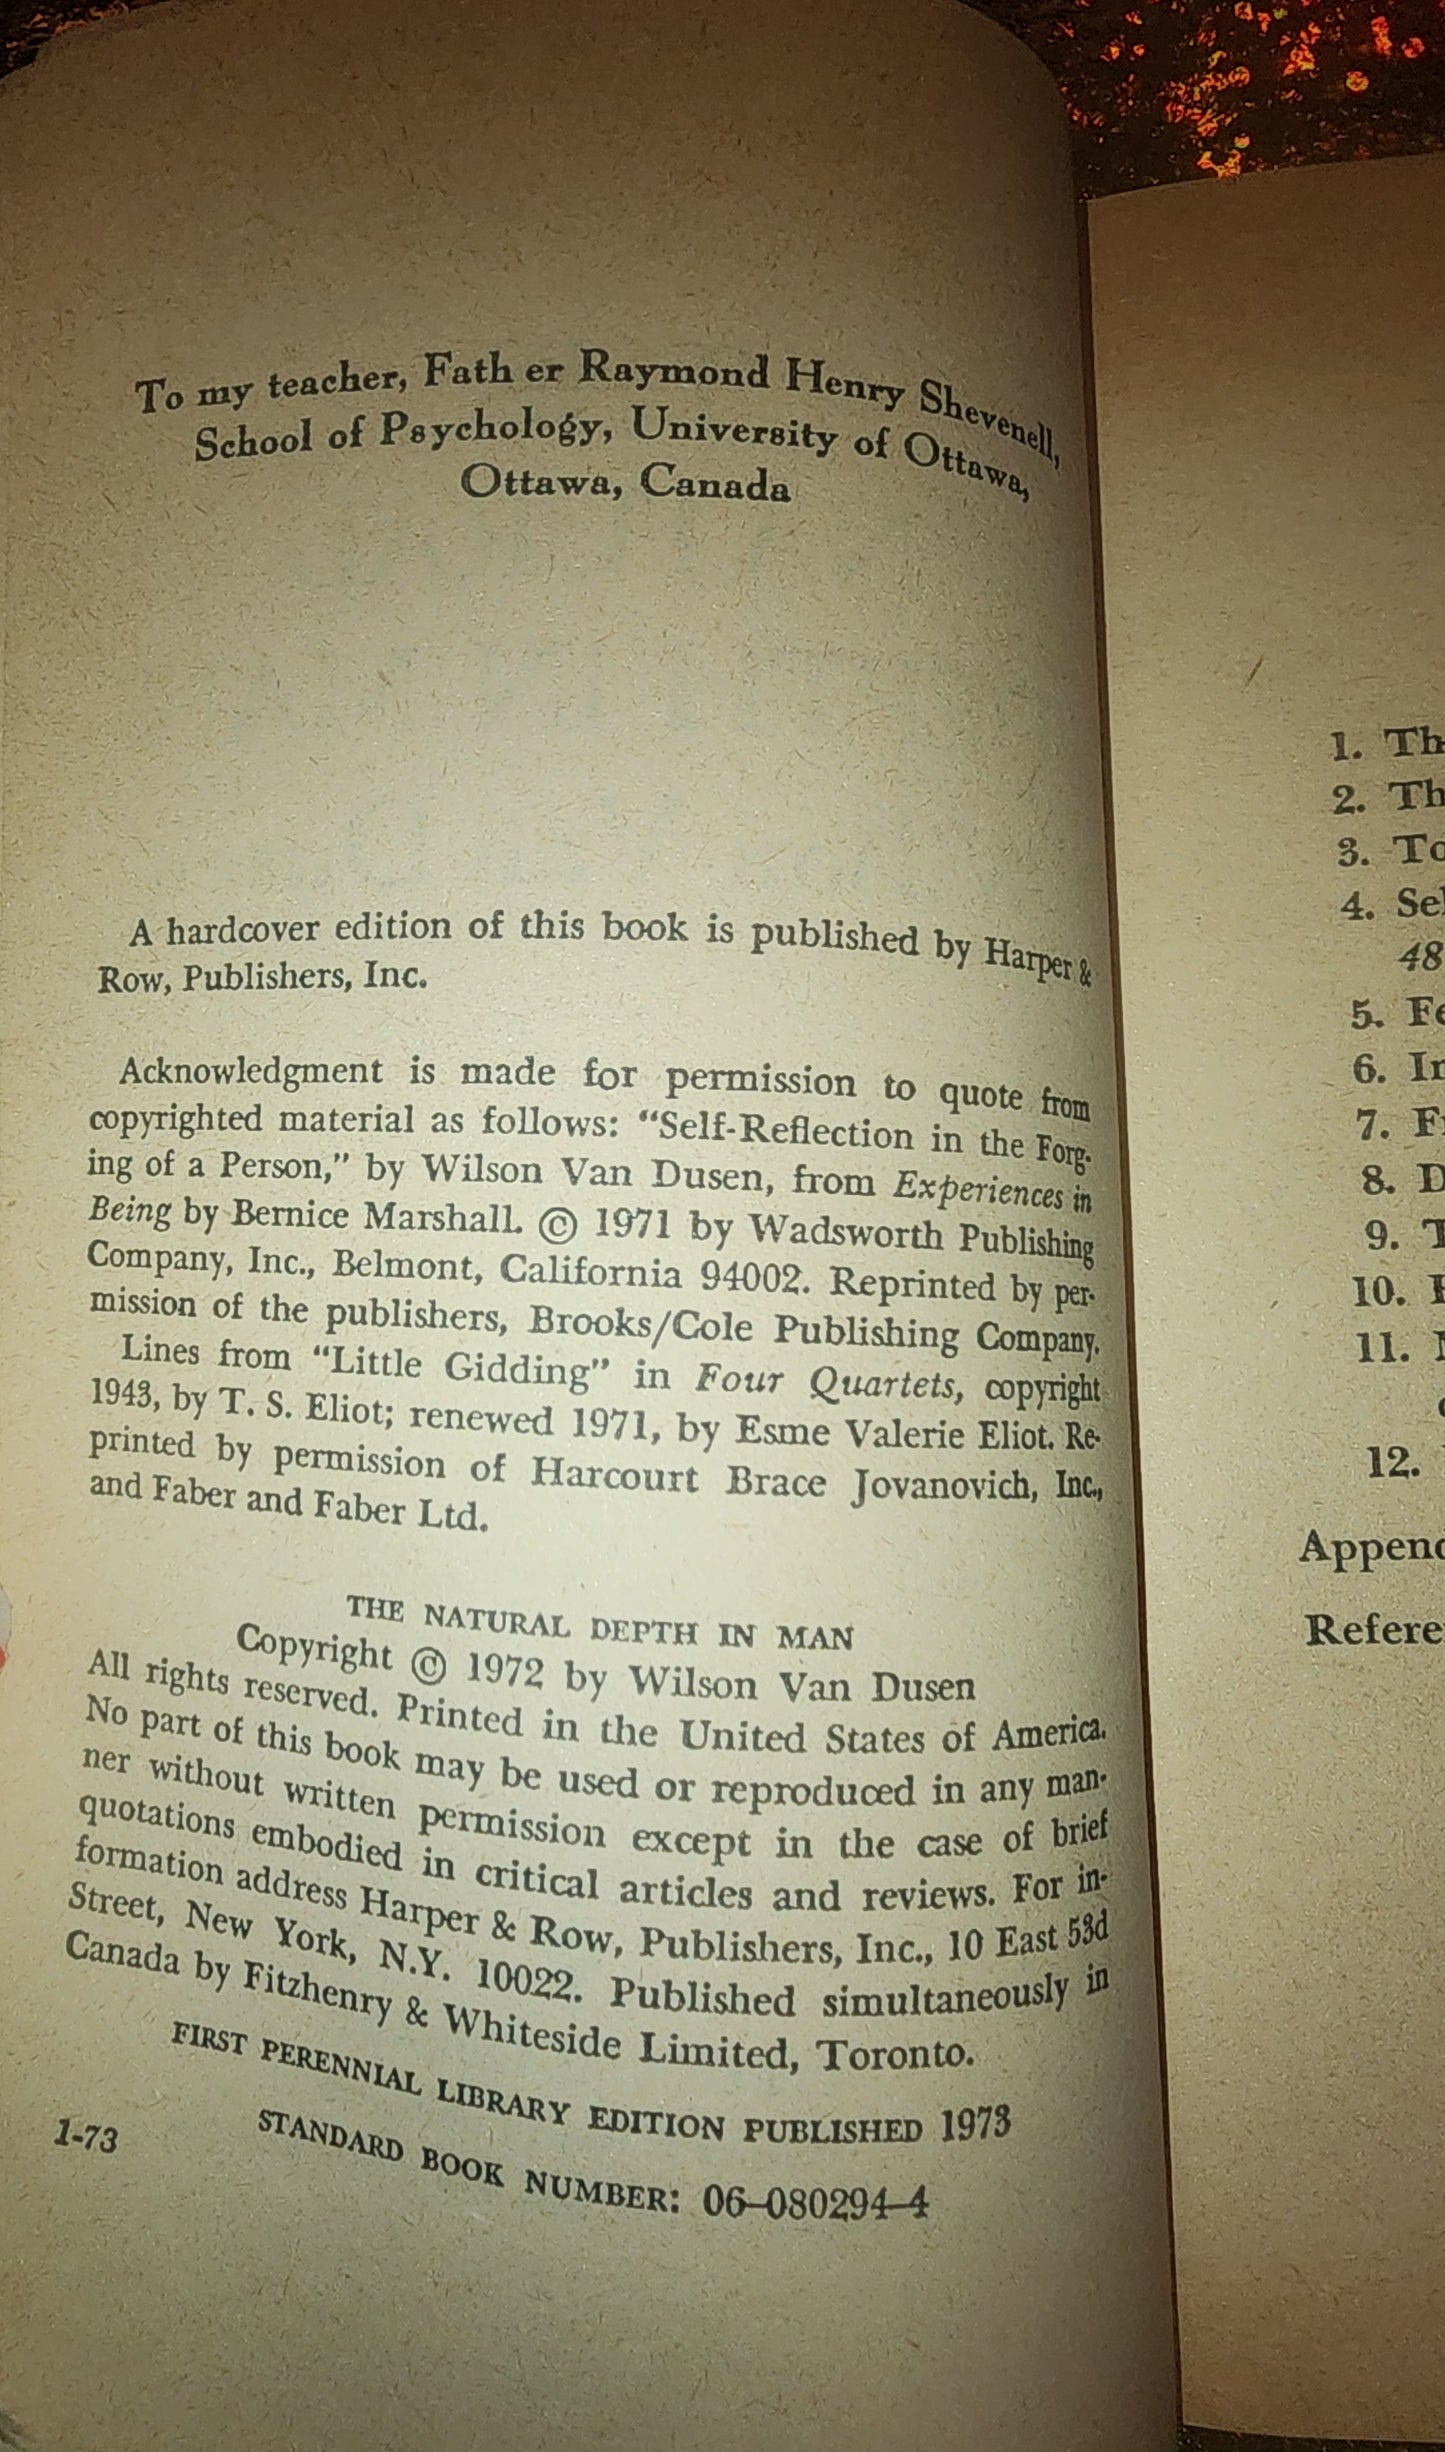 To my teacher, Father Raymond Henry Shevenell,
School of Psychology, University of Ottawa,
Ottawa, Canada
A hardcover edition of this book is published by Harper &
Row, Publishers, Inc.
Acknowledgment is made for permission to quote from
copyrighted material as follows: "Self-Reflection in the Forg-
ing of a Person," by Wilson Van Dusen, from Experiences in
Being by Bernice Marshall. © 1971 by Wadsworth Publishing
Company, Inc., Belmont, California 94002. Reprinted by per-
mission of the publishers, Brooks/Cole Publishing Company.
Lines from "Little Gidding" in Four Quartets, copyright
1943, by T. S. Eliot; renewed 1971, by Esme Valerie Eliot. Re-
printed by permission of Harcourt Brace Jovanovich, Inc.,
and Faber and Faber Ltd.
THE NATURAL DEPTH IN MAN
Copyright © 1972 by Wilson Van Dusen
All rights reserved. Printed in the United States of America.
No part of this book may be used or reproduced in any man-
ner without written permission except in the case of brief
quotations embodied in critical articles and reviews. For in-
formation address Harper & Row, Publishers, Inc., 10 East 53d
Street, New York, N.Y. 10022. Published simultaneously in
Canada by Fitzhenry & Whiteside Limited, Toronto.
FIRST PERENNIAL LIBRARY EDITION PUBLISHED 1973
STANDARD BOOK NUMBER: 06-080294-4
1-73
1. Th
2. Th
3. To
4. Sel
48
5. Fe
6. In
7. Fr
8. D
9.
10.
11.
12.
Append
Refere